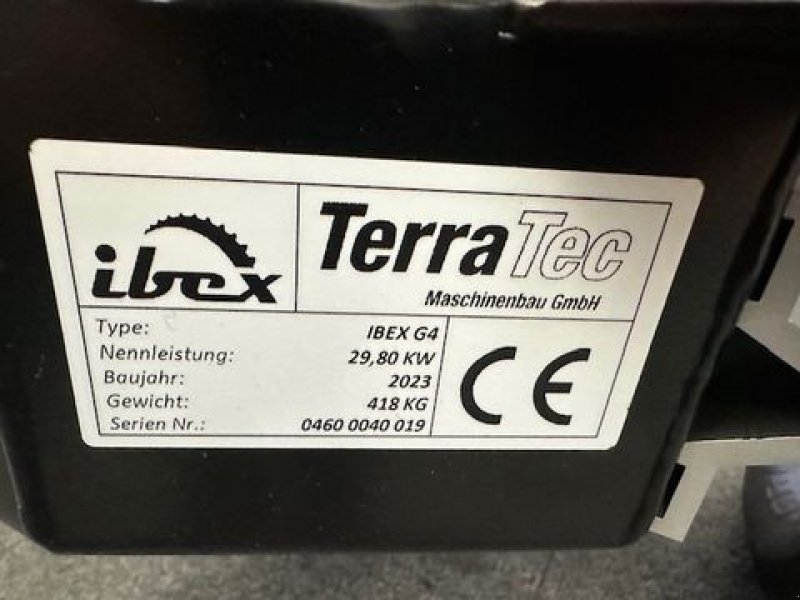 ibex
TerraTec
Maschinenbau GmbH
Type: IBEX G4
Nennleistung: 29,80 KW
Baujahr: 2023
Gewicht: 418 KG
Serien Nr.: 0460 0040 019
CE